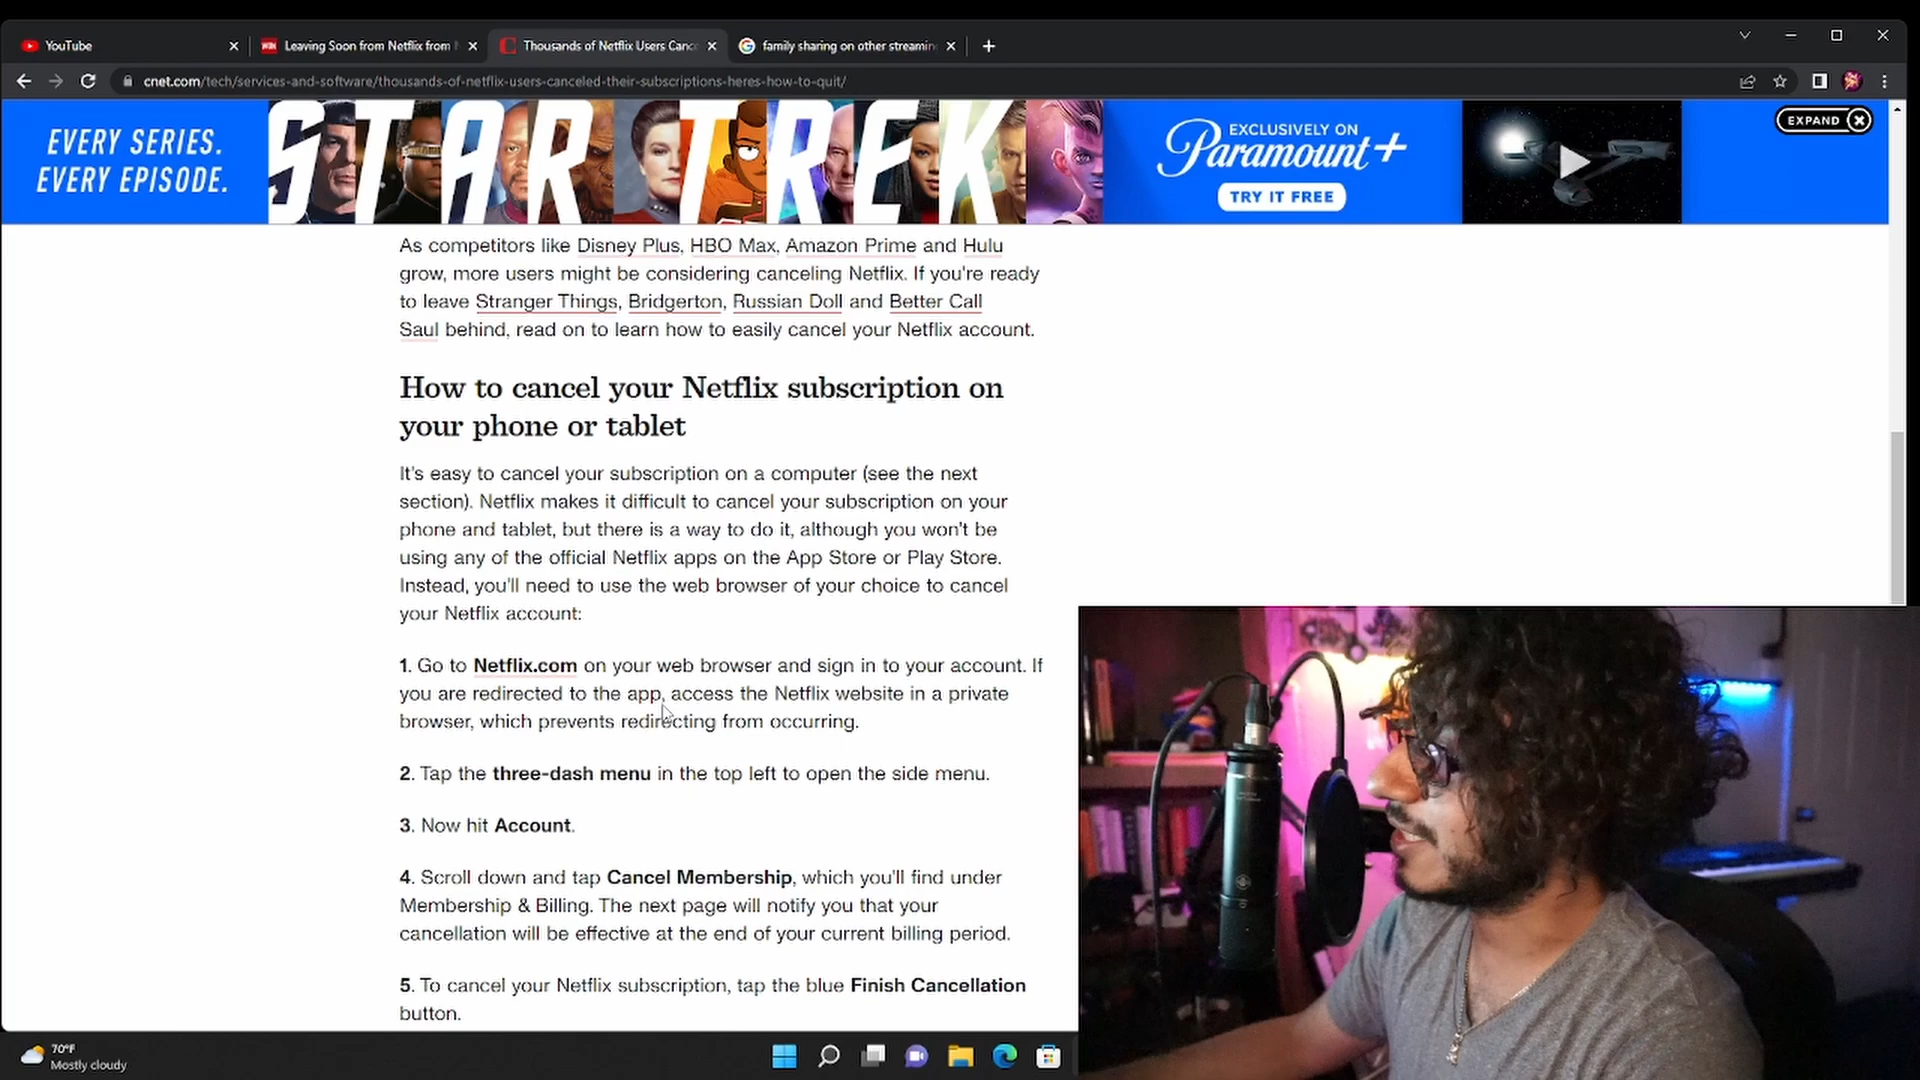 YouTube
Leaving Soon from Netflix from
Thousands of Netflix Users Canc
family sharing on other streamin
cnet.com/tech/services-and-software/thousands-of-netflix-users-canceled-their-subscriptions-heres-how-to-quit/
EVERY SERIES.
EVERY EPISODE.
STAR TREK
EXCLUSIVELY ON
Paramount+
TRY IT FREE
EXPAND
As competitors like Disney Plus, HBO Max, Amazon Prime and Hulu
grow, more users might be considering canceling Netflix. If you're ready
to leave Stranger Things, Bridgerton, Russian Doll and Better Call
Saul behind, read on to learn how to easily cancel your Netflix account.
How to cancel your Netflix subscription on
your phone or tablet
It's easy to cancel your subscription on a computer (see the next
section). Netflix makes it difficult to cancel your subscription on your
phone and tablet, but there is a way to do it, although you won't be
using any of the official Netflix apps on the App Store or Play Store.
Instead, you'll need to use the web browser of your choice to cancel
your Netflix account:
1. Go to Netflix.com on your web browser and sign in to your account. If
you are redirected to the app, access the Netflix website in a private
browser, which prevents redirecting from occurring.
2. Tap the three-dash menu in the top left to open the side menu.
3. Now hit Account.
4. Scroll down and tap Cancel Membership, which you'll find under
Membership & Billing. The next page will notify you that your
cancellation will be effective at the end of your current billing period.
5. To cancel your Netflix subscription, tap the blue Finish Cancellation
button.
70°F
Mostly cloudy